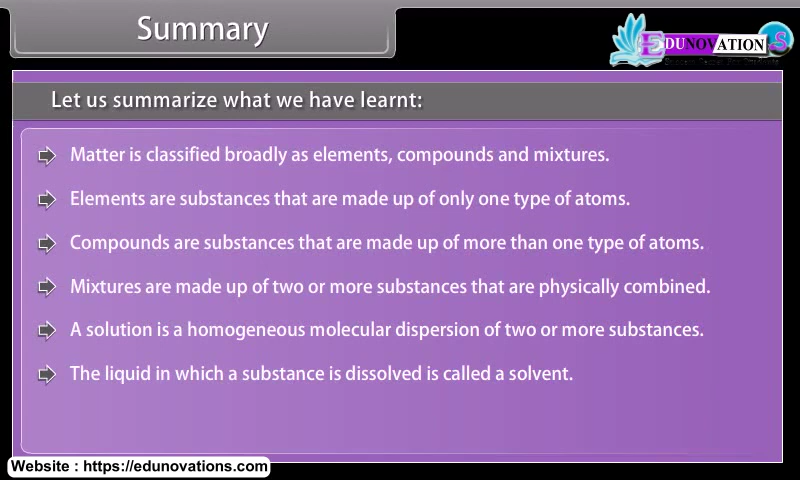 Summary
EDUNOVATIONS
Let us summarize what we have learnt:
Matter is classified broadly as elements, compounds and mixtures.
Elements are substances that are made up of only one type of atoms.
Compounds are substances that are made up of more than one type of atoms.
Mixtures are made up of two or more substances that are physically combined.
A solution is a homogeneous molecular dispersion of two or more substances.
The liquid in which a substance is dissolved is called a solvent.
Website : https://edunovations.com